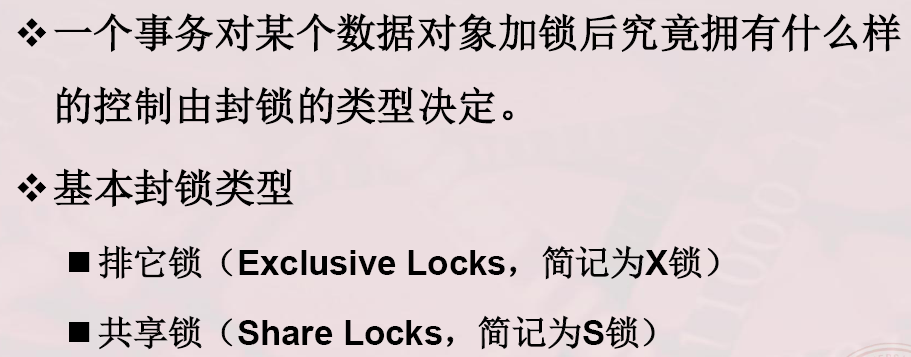 ❖一个事务对某个数据对象加锁后究竟拥有什么样
的控制由封锁的类型决定。
❖基本封锁类型
■排它锁（Exclusive Locks，简记为X锁）
■共享锁（Share Locks，简记为S锁）